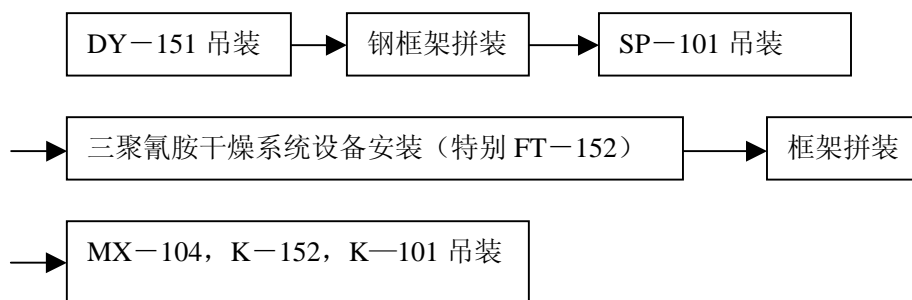 DY－151 吊装 钢框架拼装 SP－101 吊装
三聚氰胺干燥系统设备安装（特别 FT－152） 框架拼装
MX－104，K－152，K—101 吊装